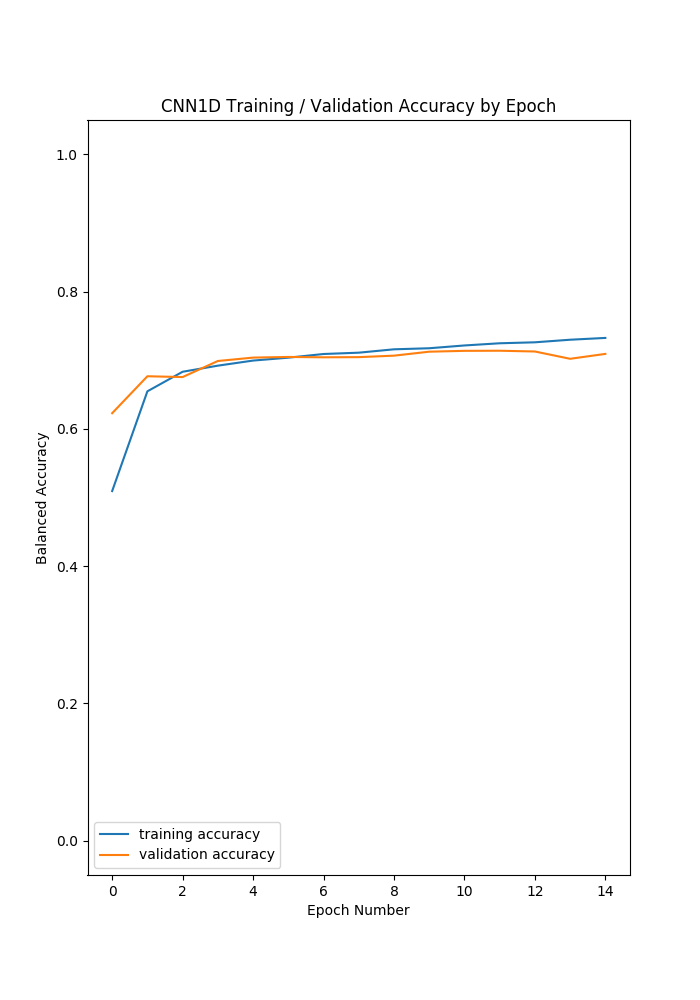 CNN1D Training / Validation Accuracy by Epoch
1.0
0.8
0.6
0.4
0.2
0.0
Balanced Accuracy
training accuracy
validation accuracy
0 2 4 6 8 10 12 14
Epoch Number